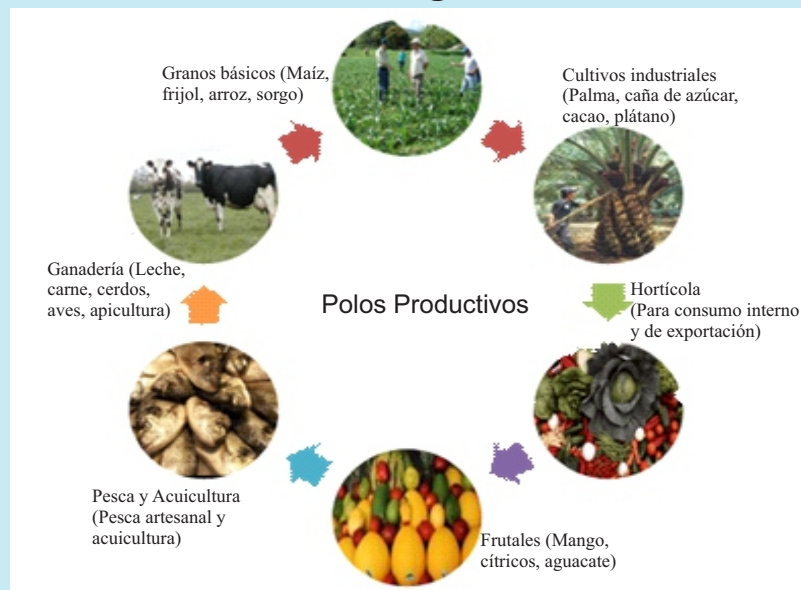 Granos básicos (Maíz,
frijol, arroz, sorgo)
Cultivos industriales
(Palma, caña de azúcar,
cacao, plátano)
Ganadería (Leche,
carne, cerdos,
aves, apicultura)
Polos Productivos
Hortícola
(Para consumo interno
y de exportación)
Pesca y Acuicultura
(Pesca artesanal y
acuicultura)
Frutales (Mango,
cítricos, aguacate)